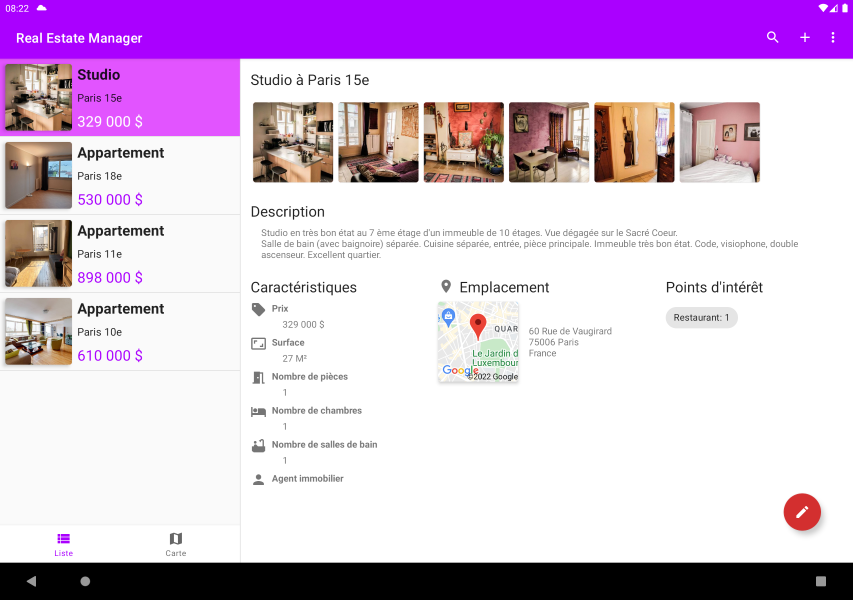 08:22
Real Estate Manager
Studio
Paris 15e
329 000 $
Appartement
Paris 18e
530 000 $
Appartement
Paris 11e
898 000 $
Appartement
Paris 10e
610 000 $
Liste
Carte
Studio à Paris 15e
Description
Studio en très bon état au 7 ème étage d'un immeuble de 10 étages. Vue dégagée sur le Sacré Coeur.
Salle de bain (avec baignoire) séparée. Cuisine séparée, entrée, pièce principale. Immeuble très bon état. Code, visiophone, double
ascenseur. Excellent quartier.
Caractéristiques
Prix
329 000 $
Surface
27 M²
Nombre de pièces
1
Nombre de chambres
1
Nombre de salles de bain
1
Agent immobilier
Emplacement
QUAR
Le Jardin d
Luxembour
Google
©2022 Google
60 Rue de Vaugirard
75006 Paris
France
Points d'intérêt
Restaurant: 1